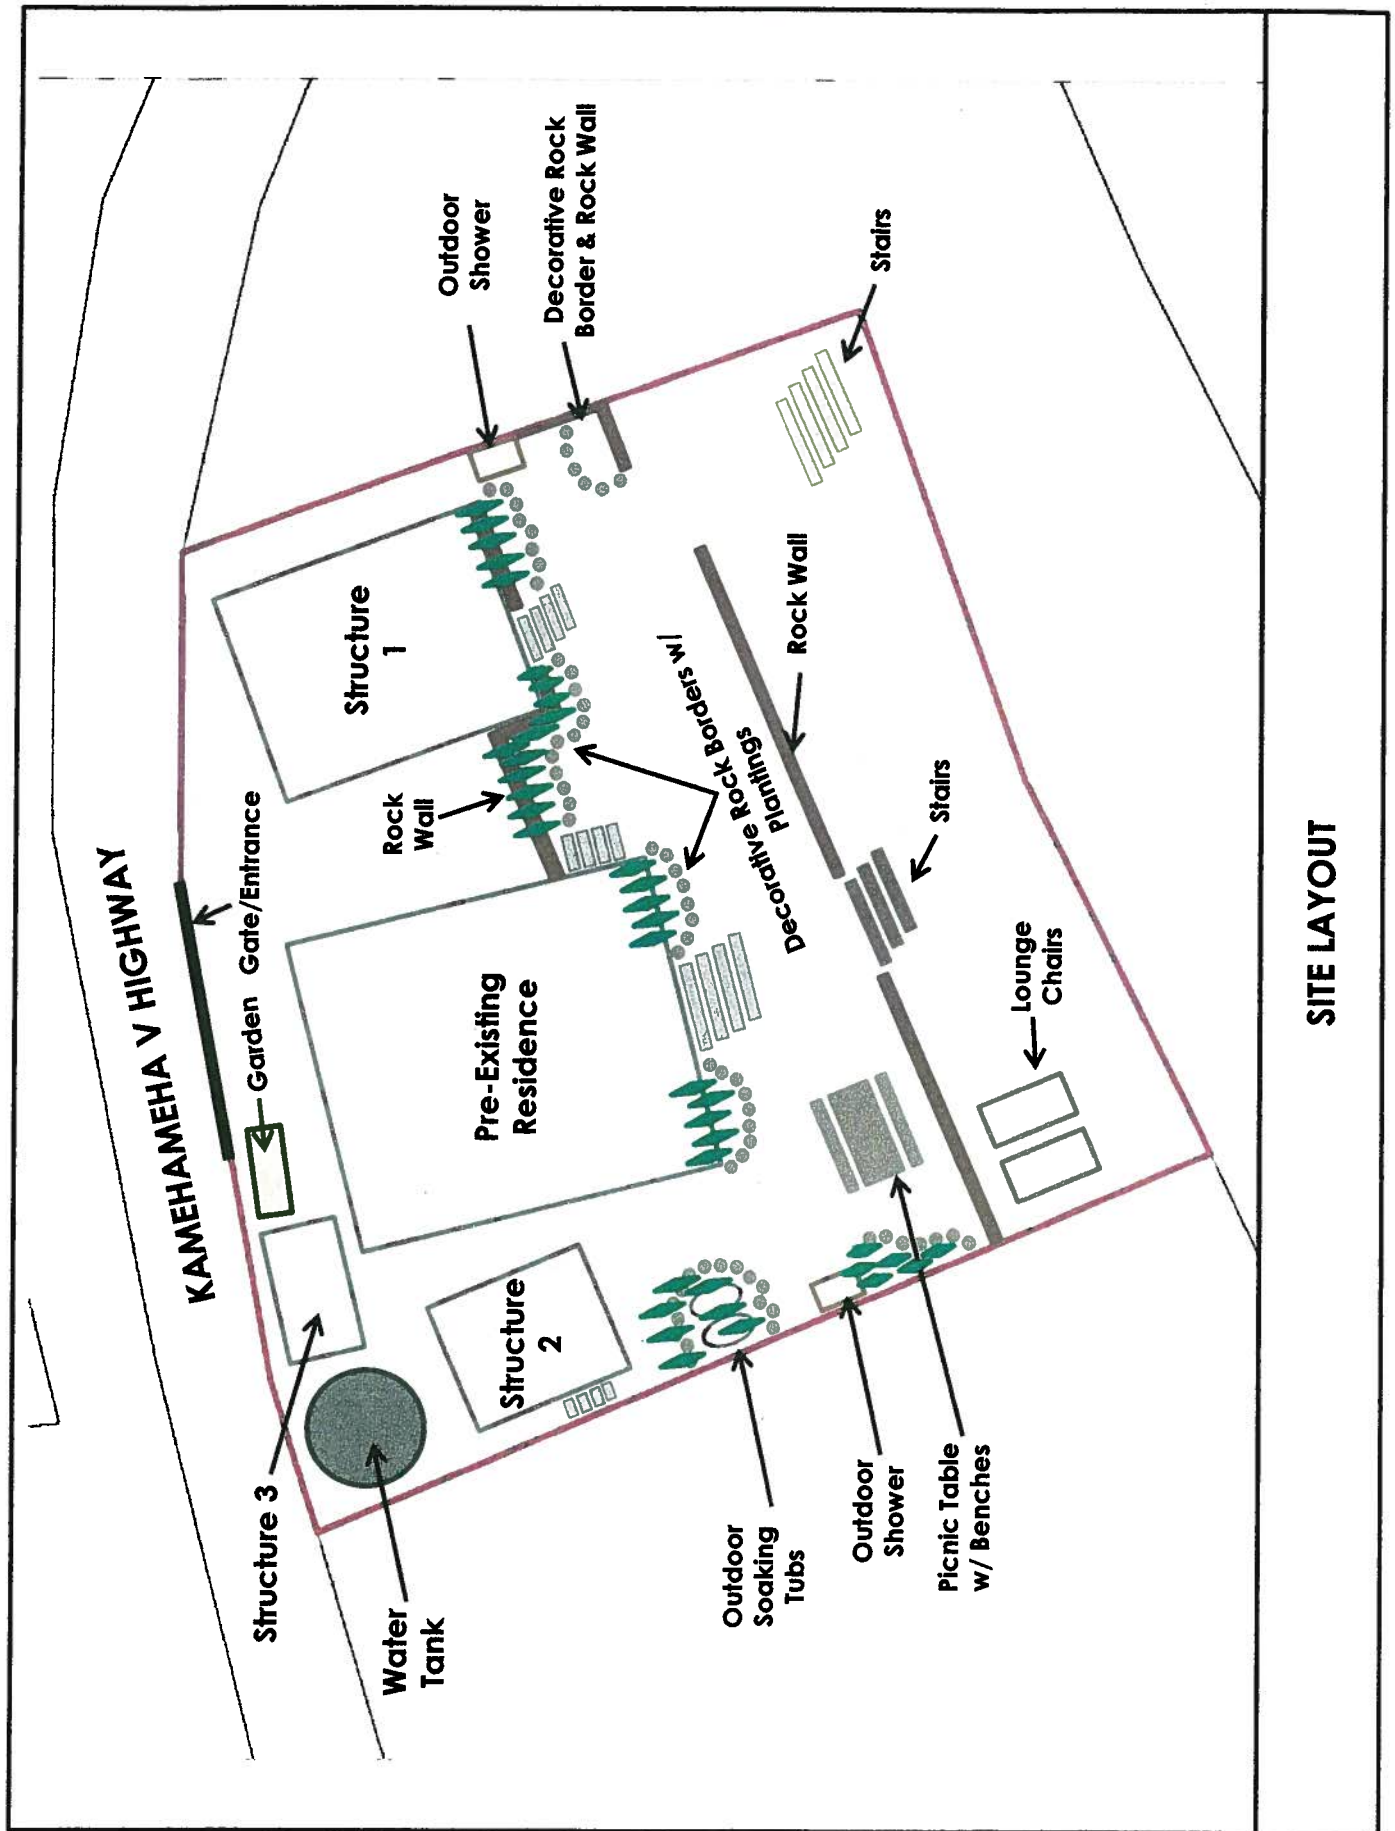 KAMEHAMEHA V HIGHWAY
Structure 3
Water
Tank
Garden
Gate/Entrance
Structure
2
Pre-Existing
Residence
Rock
Wall
Structure
1
Outdoor
Shower
Decorative Rock
Border & Rock Wall
Outdoor
Soaking
Tubs
Outdoor
Shower
Picnic Table
w/ Benches
Decorative Rock Borders w/
Plantings
Rock Wall
Stairs
Stairs
Lounge
Chairs
SITE LAYOUT